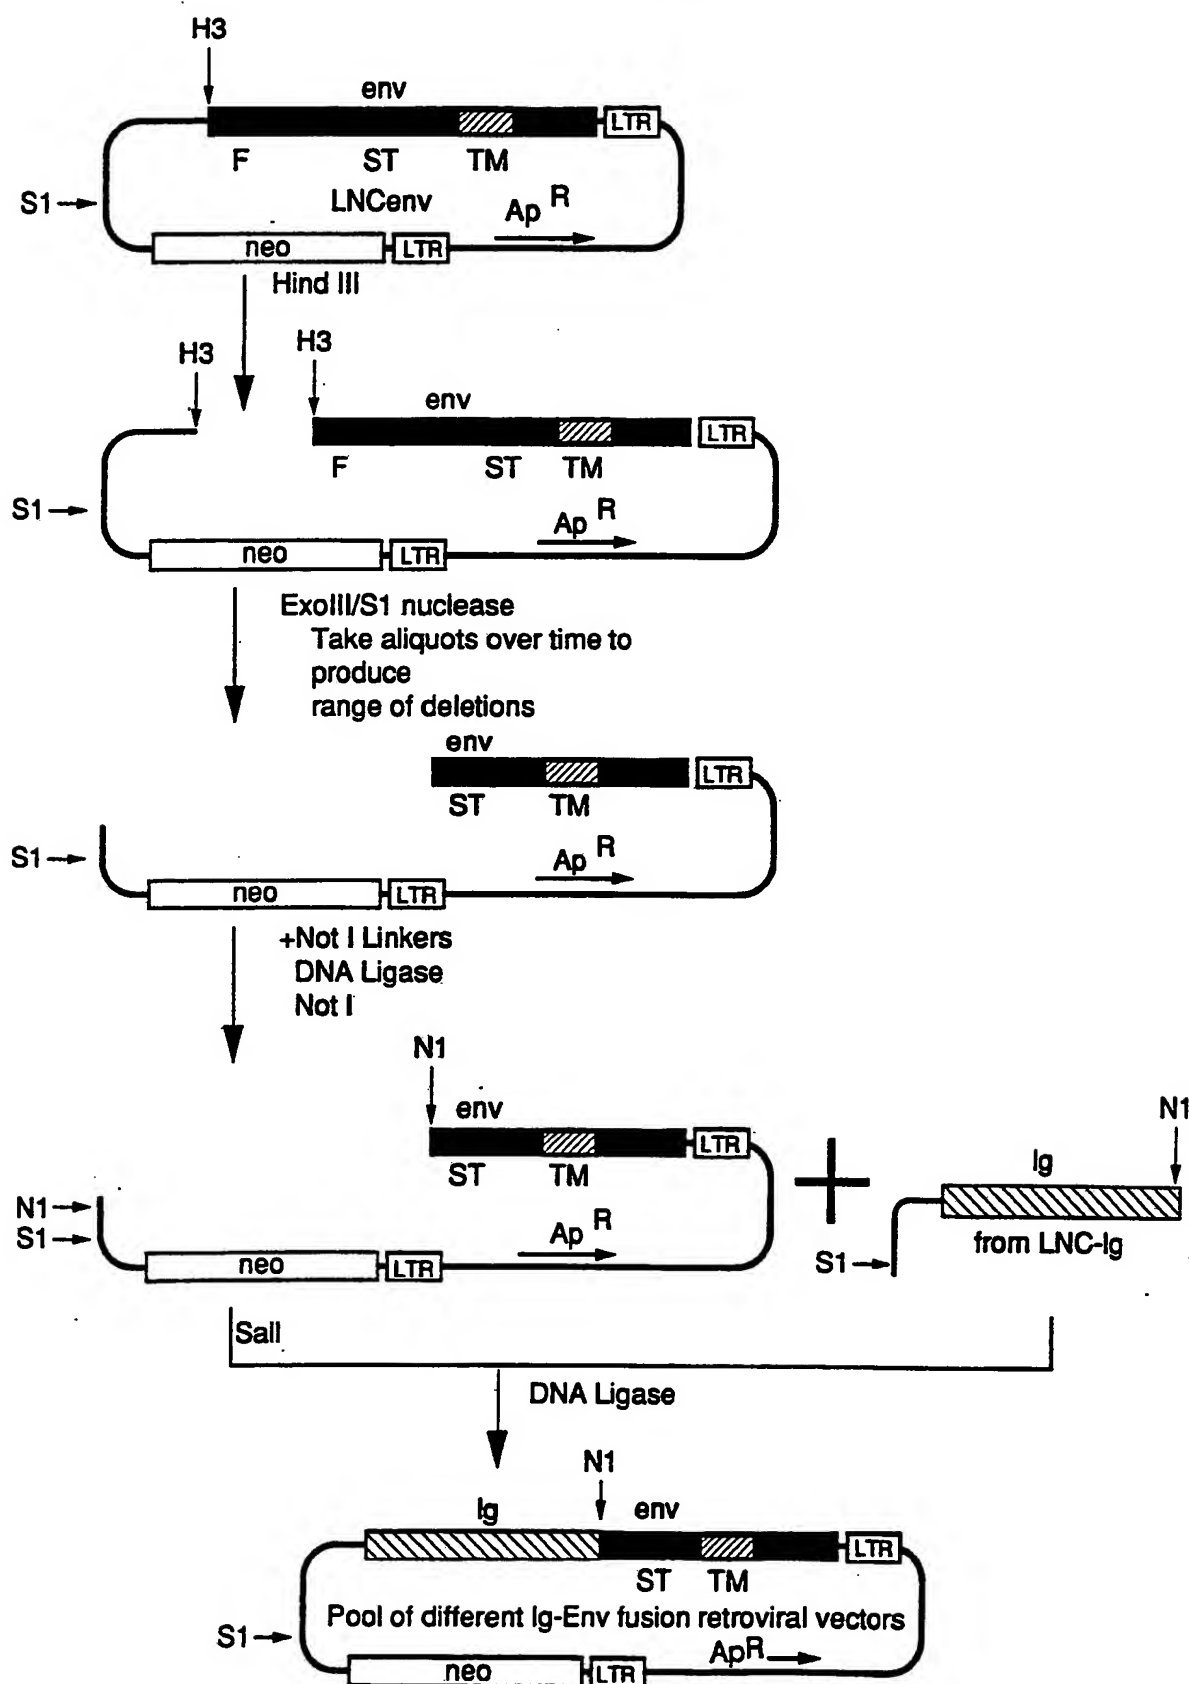 H3
env
LTR
F ST TM
S1
LNCenv
Ap R
neo
LTR
Hind III
H3
H3
env
LTR
F ST TM
S1
Ap R
neo
LTR
ExoIII/S1 nuclease
Take aliquots over time to
produce
range of deletions
env
LTR
ST TM
S1
Ap R
neo
LTR
+Not I Linkers
DNA Ligase
Not I
N1
env
LTR
ST TM
N1
S1
Ap R
neo
LTR
N1
Ig
from LNC-Ig
S1
SalI
DNA Ligase
N1
Ig env
LTR
ST TM
Pool of different Ig-Env fusion retroviral vectors
S1
ApR
neo
LTR